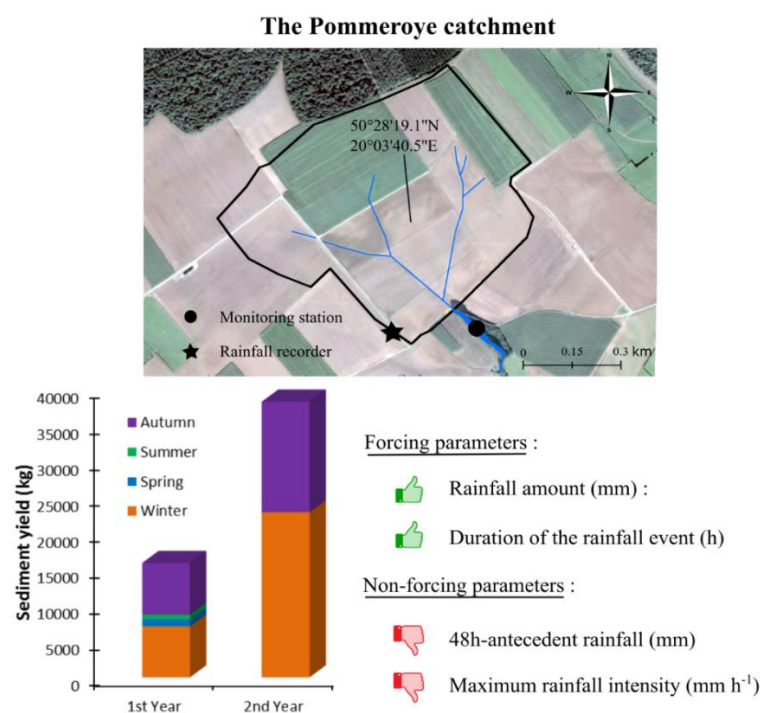 The Pommeroye catchment
N
W
E
S
50°28'19.1"N
20°03'40.5"E
Monitoring station
Rainfall recorder
0 0.15 0.3 km
40000
35000
30000
25000
20000
15000
10000
5000
0
Sediment yield (kg)
Autumn
Summer
Spring
Winter
1st Year
2nd Year
Forcing parameters :
Rainfall amount (mm) :
Duration of the rainfall event (h)
Non-forcing parameters :
48h-antecedent rainfall (mm)
Maximum rainfall intensity (mm h⁻¹)